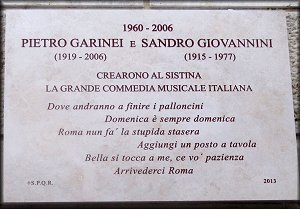 1960 - 2006
PIETRO GARINEI E SANDRO GIOVANNINI
(1919 - 2006) (1915 - 1977)
CREARONO AL SISTINA
LA GRANDE COMMEDIA MUSICALE ITALIANA
Dove andranno a finire i palloncini
Domenica è sempre domenica
Roma nun fa' la stupida stasera
Aggiungi un posto a tavola
Bella si tocca a me, ce vo' pazienza
Arrivederci Roma
S.P.Q.R. 2013